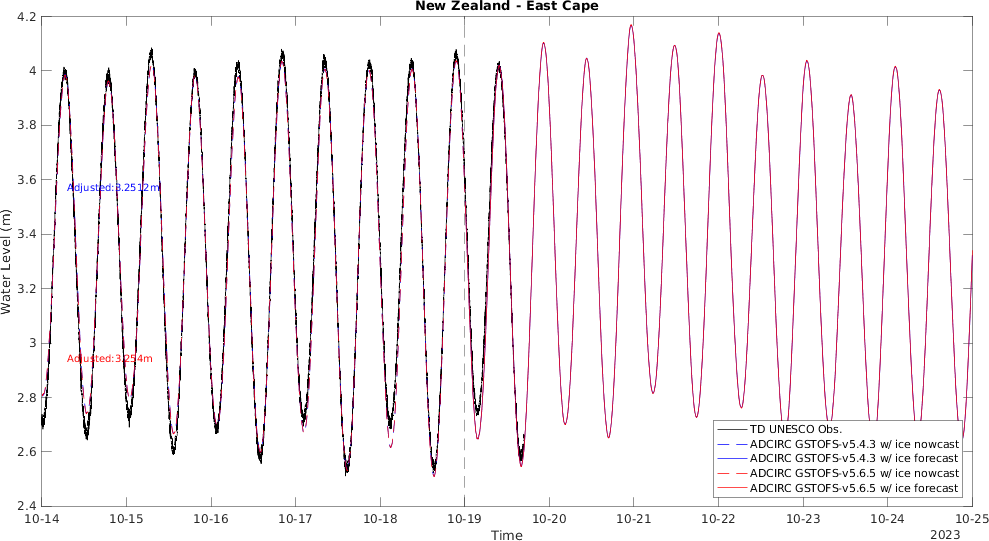 New Zealand - East Cape
Water Level (m)
4.2
4
3.8
3.6
3.4
3.2
3
2.8
2.6
2.4
Adjusted:3.2512m
Adjusted:3.254m
TD UNESCO Obs.
ADCIRC GSTOFS-v5.4.3 w/ ice nowcast
ADCIRC GSTOFS-v5.4.3 w/ ice forecast
ADCIRC GSTOFS-v5.6.5 w/ ice nowcast
ADCIRC GSTOFS-v5.6.5 w/ ice forecast
10-14 10-15 10-16 10-17 10-18 10-19 10-20 10-21 10-22 10-23 10-24 10-25
Time
2023